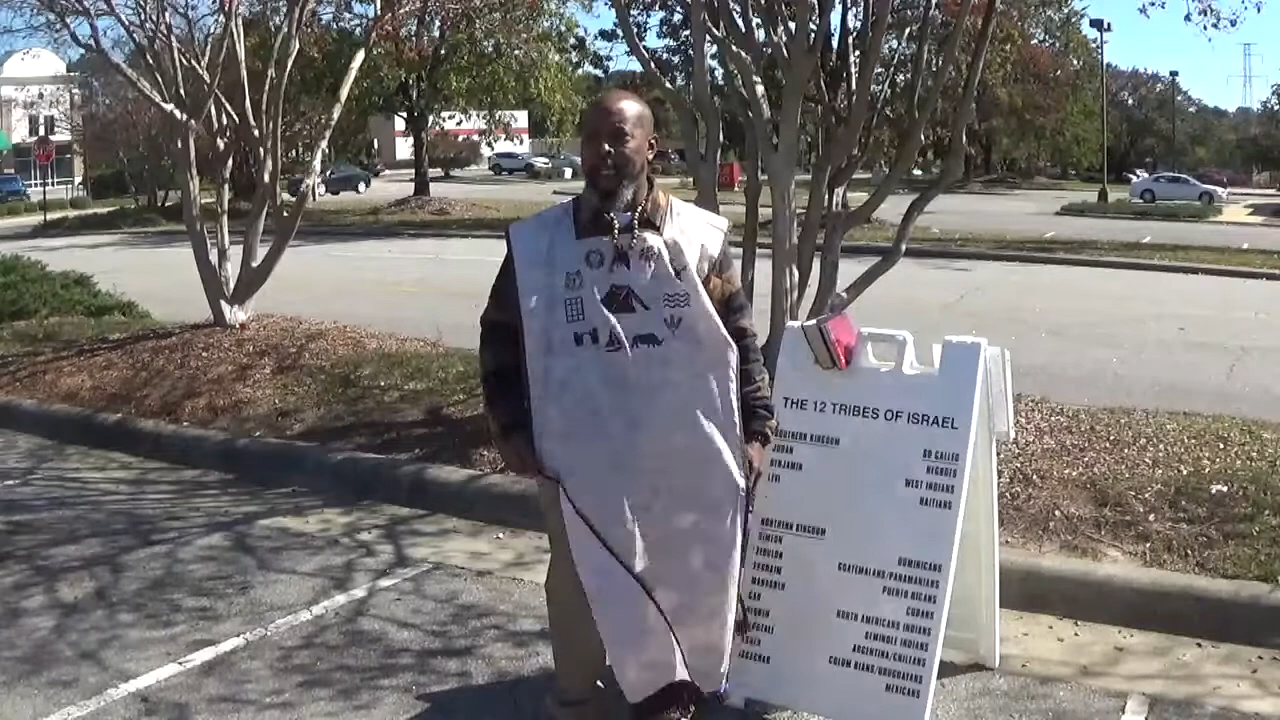 THE 12 TRIBES OF ISRAEL
SOUTHERN KINGDOM SO CALLED
JUDAH NEGROES
BENJAMIN WEST INDIANS
LEVI HAITIANS
NORTHERN KINGDOM
SIMEON DOMINICANS
ZEBULON GUATEMALANS/PANAMANIANS
EPHRAIM PUERTO RICANS
MANASSEH CUBANS
GAD NORTH AMERICANS INDIANS
REUBEN SEMINOLE INDIANS
NAPHTALI ARGENTINA/CHILEANS
ASHER COLUMBIANS/URUGUAYANS
ISSACHAR MEXICANS